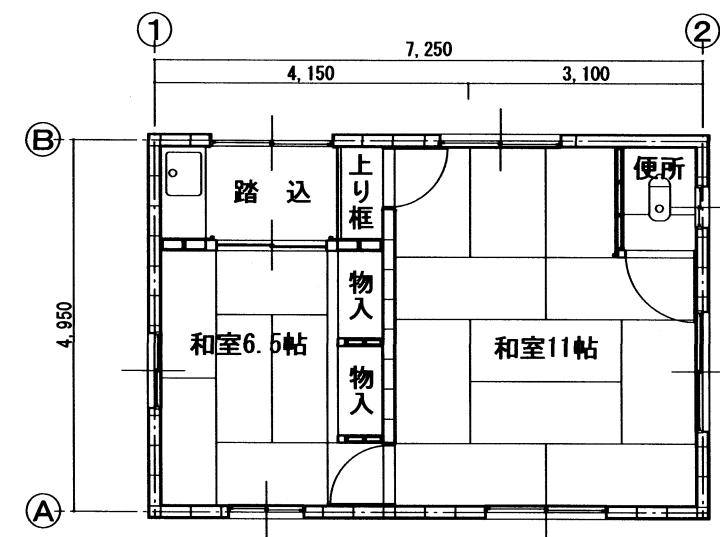 ① ②
7,250
4,150 3,100
Ⓑ
踏 込
上り框
便所
4,950
物入
和室6.5帖
和室11帖
物入
Ⓐ